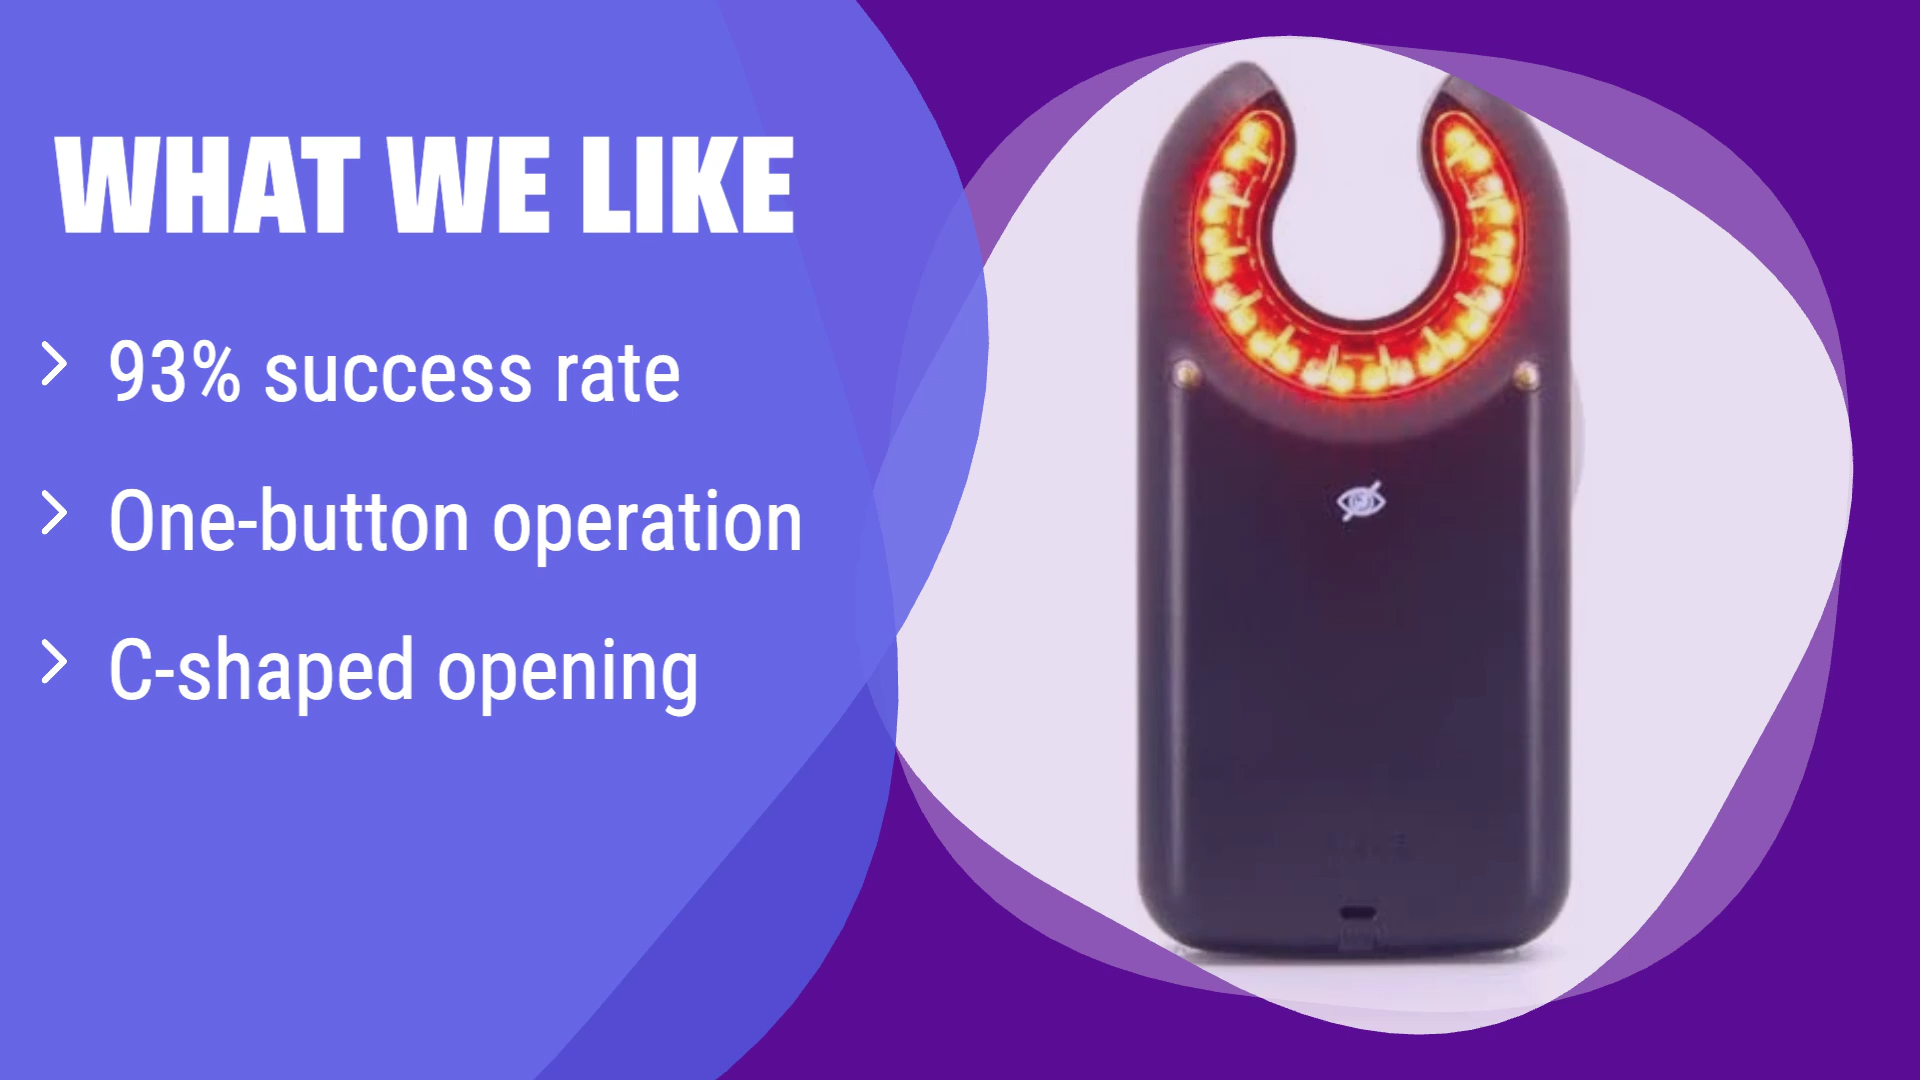 WHAT WE LIKE
93% success rate
One-button operation
C-shaped opening